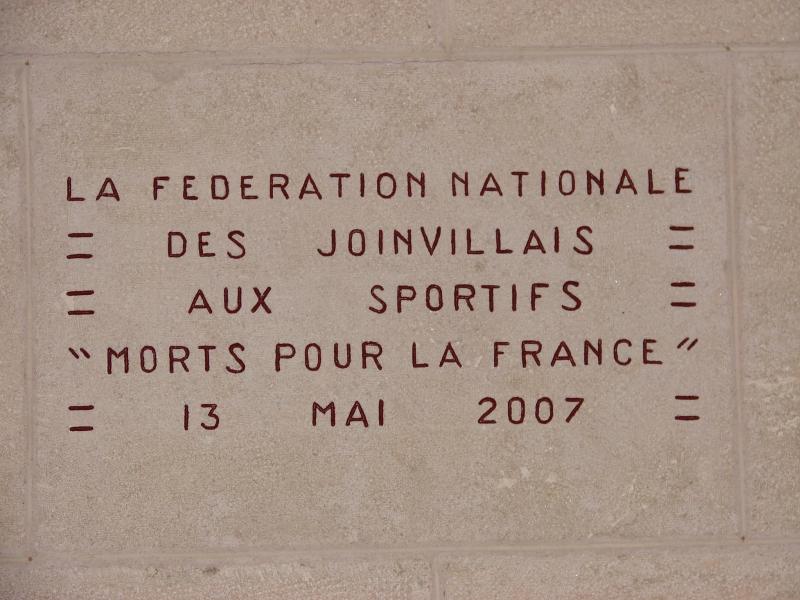 LA FEDERATION NATIONALE
= DES JOINVILLAIS =
= AUX SPORTIFS =
"MORTS POUR LA FRANCE"
= 13 MAI 2007 =